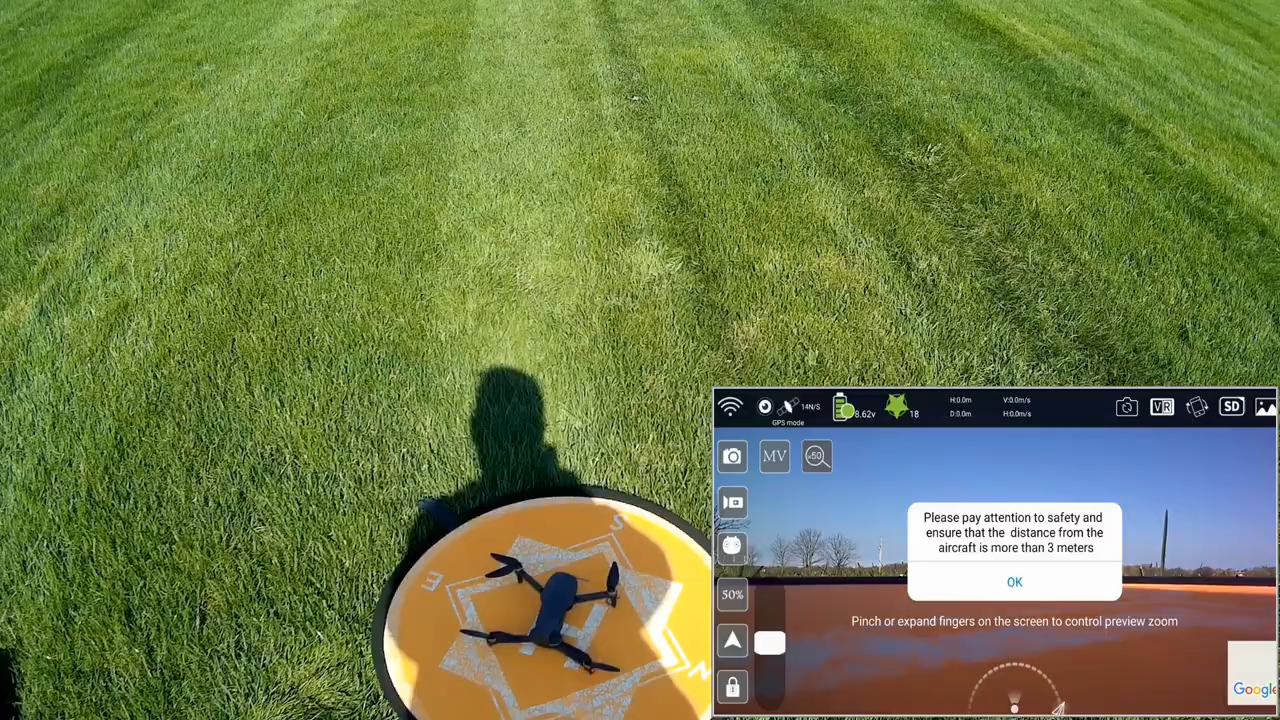 14N/S
GPS mode
8.62v
18
H:0.0m
V:0.0m/s
D:0.0m
H:0.0m/s
VR
SD
MV
x50
Please pay attention to safety and
ensure that the distance from the
aircraft is more than 3 meters
OK
50%
Pinch or expand fingers on the screen to control preview zoom
Google
S
E
N